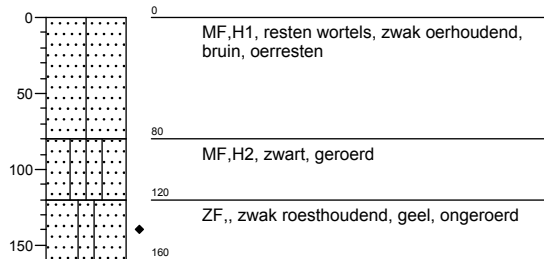 0
0
MF,H1, resten wortels, zwak oerhoudend,
bruin, oerresten
50
80
MF,H2, zwart, geroerd
100
120
ZF,, zwak roesthoudend, geel, ongeroerd
150
160